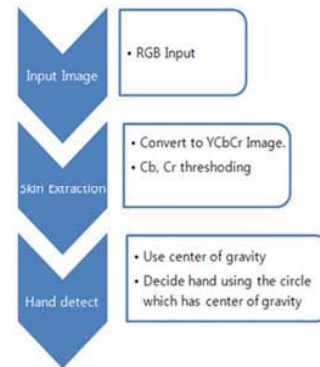 Input Image
• RGB Input
Skin Extraction
• Convert to YCbCr Image.
• Cb, Cr threshoding
Hand detect
• Use center of gravity
• Decide hand using the circle
which has center of gravity